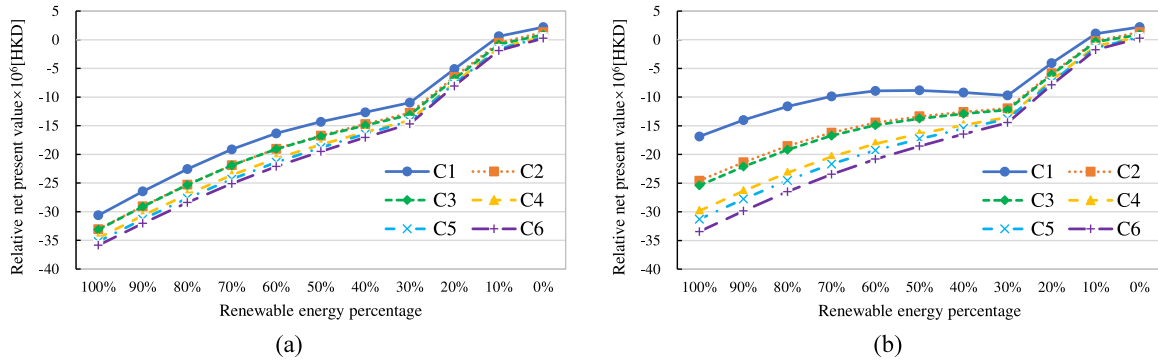 5
0
-5
-10
-15
-20
-25
-30
-35
-40
Relative net present value×10⁶[HKD]
C1 C2
C3 C4
C5 C6
100% 90% 80% 70% 60% 50% 40% 30% 20% 10% 0%
Renewable energy percentage
(a)
5
0
-5
-10
-15
-20
-25
-30
-35
-40
Relative net present value×10⁶[HKD]
C1 C2
C3 C4
C5 C6
100% 90% 80% 70% 60% 50% 40% 30% 20% 10% 0%
Renewable energy percentage
(b)